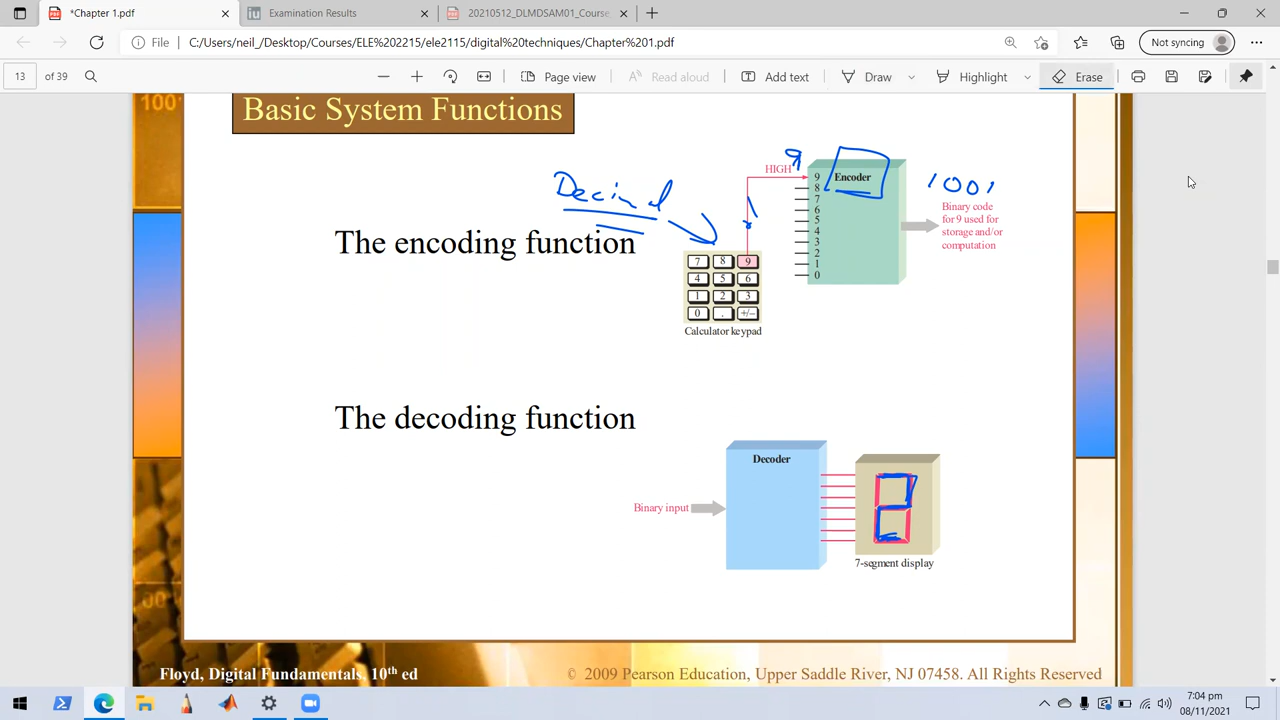 *Chapter 1.pdf
Examination Results
20210512_DLMDSAM01_Course
File
C:/Users/neil_/Desktop/Courses/ELE%202215/ele2115/digital%20techniques/Chapter%201.pdf
Not syncing
13 of 39
Page view
Read aloud
Add text
Draw
Highlight
Erase
100
Basic System Functions
Decimal
The encoding function
HIGH
9
1
Encoder
9
8
7
6
5
4
3
2
1
0
1001
Binary code
for 9 used for
storage and/or
computation
7 8 9
4 5 6
1 2 3
0 . +/–
Calculator keypad
The decoding function
Decoder
Binary input
7-segment display
Floyd, Digital Fundamentals, 10th ed
© 2009 Pearson Education, Upper Saddle River, NJ 07458. All Rights Reserved
7:04 pm
08/11/2021